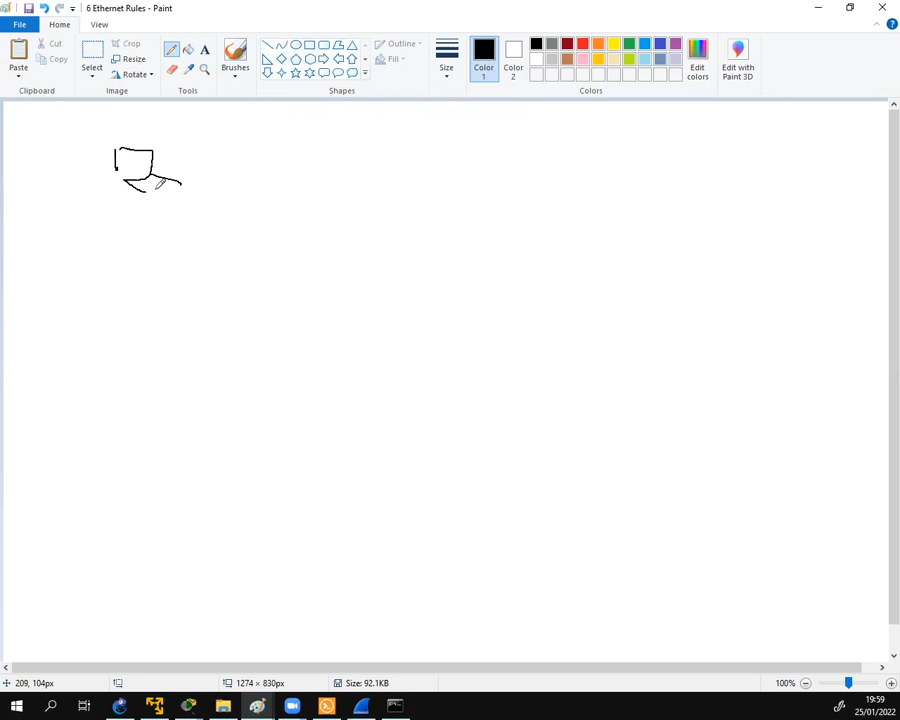 6 Ethernet Rules - Paint
File Home View
Paste
Cut
Copy
Clipboard
Select
Crop
Resize
Rotate
Image
A
Tools
Brushes
Outline
Fill
Shapes
Size
Color 1
Color 2
Edit colors
Colors
Edit with Paint 3D
209, 104px
1274 × 830px
Size: 92.1KB
100%
19:59
25/01/2022